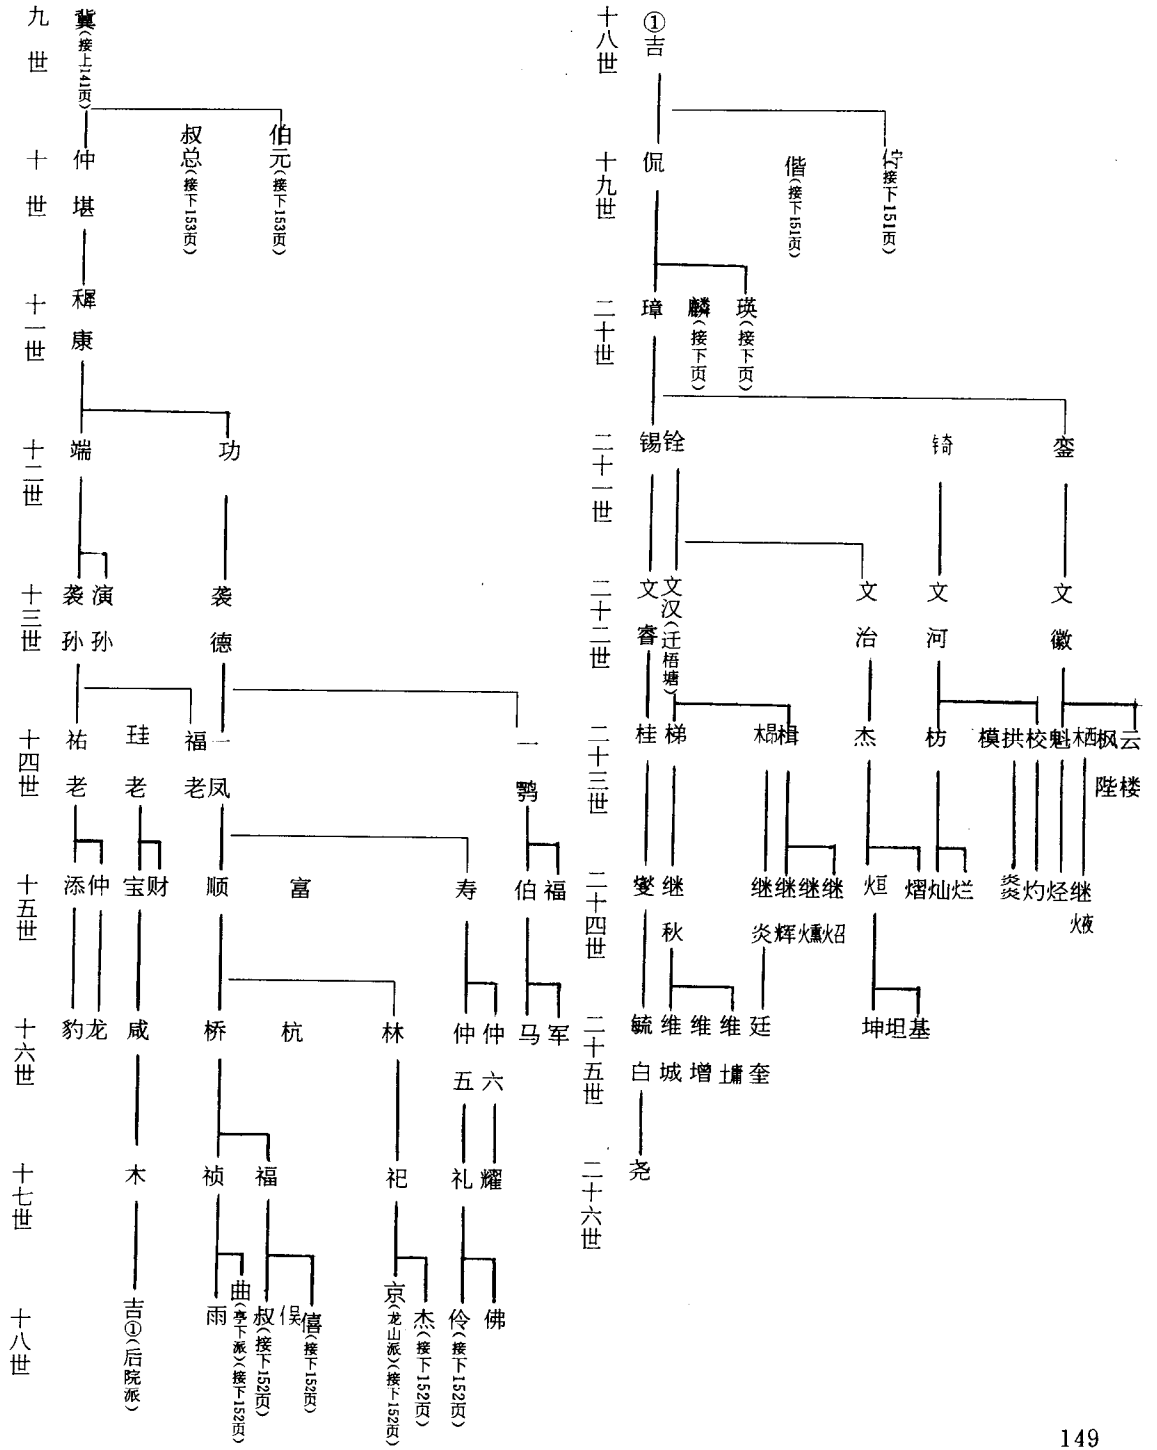 九世 冀(接上141页)
十世 仲堪 叔总(接下153页) 伯元(接下153页)
十一世 康
十二世 端 功
十三世 袭孙 演孙 袭德
十四世 祐老 珪老 福老 一凤 一鹗
十五世 添 仲 宝 财 顺 富 寿 伯 福
十六世 豹 龙 咸 桥 杭 林 仲五 仲六 马 军
十七世 木 祯 福 祀 礼 耀
十八世 吉①(后院派) 雨 曲(亭下派)(接下152页) 叔(接下152页) 俣 僖(接下152页) 京(龙山派)(接下152页) 杰(接下152页) 伶(接下152页) 佛
十八世 ①吉
十九世 侃 偕(接下151页) (接下151页)
二十世 璋 麟(接下页) 瑛(接下页)
二十一世 锡 铨 锜 銮
二十二世 文睿 文汉(迁梧塘) 文治 文河 文徽
二十三世 桂 梯 榻 楫 杰 枋 模 拱 校 魁 栖 枫陛 云楼
二十四世 燮 继秋 继炎 继辉 继燻 继炤 烜 熠 灿 烂 焱 灼 烃 继焲
二十五世 毓白 维城 维增 维墉 廷奎 坤 坦 基
二十六世 尧
149